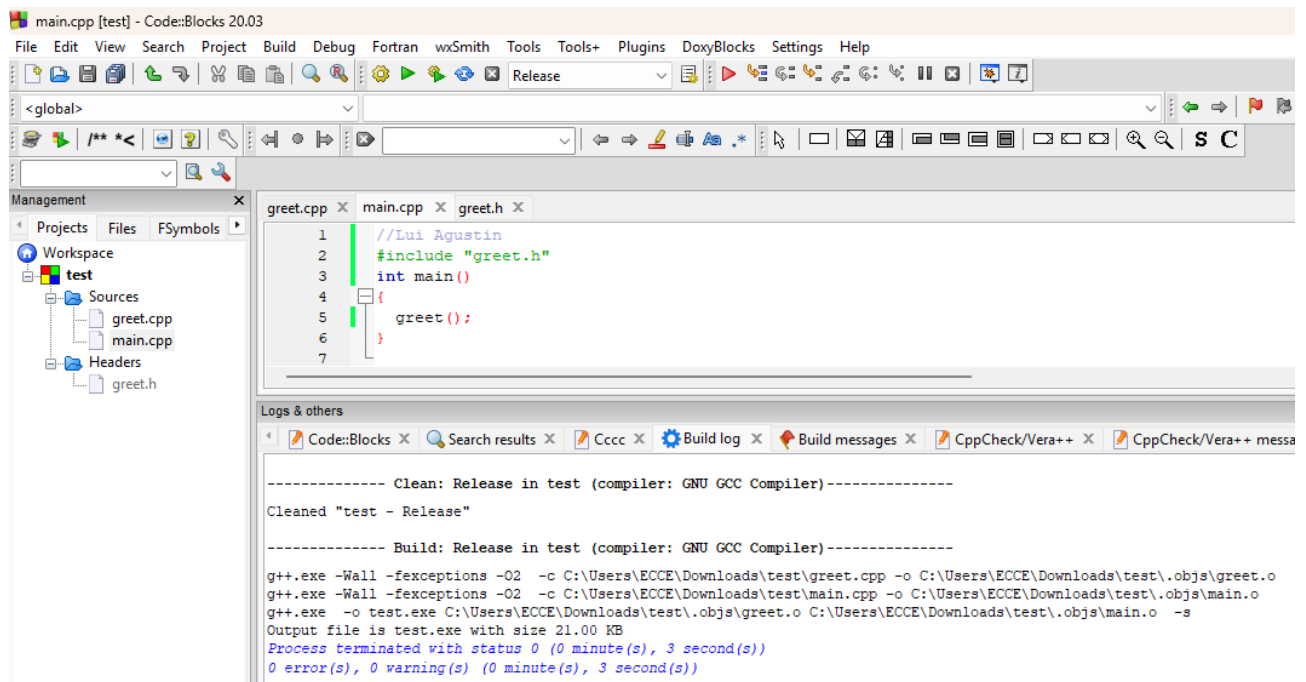 main.cpp [test] - Code::Blocks 20.03
File Edit View Search Project Build Debug Fortran wxSmith Tools Tools+ Plugins DoxyBlocks Settings Help
Release
<global>
/** *<
Aa .*
S C
Management
Projects Files FSymbols
Workspace
test
Sources
greet.cpp
main.cpp
Headers
greet.h
greet.cpp main.cpp greet.h
1 //Lui Agustin
2 #include "greet.h"
3 int main()
4 {
5 greet();
6 }
7
Logs & others
Code::Blocks X Search results X Cccc X Build log X Build messages X CppCheck/Vera++ X CppCheck/Vera++ messa
-------------- Clean: Release in test (compiler: GNU GCC Compiler)---------------
Cleaned "test - Release"
-------------- Build: Release in test (compiler: GNU GCC Compiler)---------------
g++.exe -Wall -fexceptions -O2  -c C:\Users\ECCE\Downloads\test\greet.cpp -o C:\Users\ECCE\Downloads\test\.objs\greet.o
g++.exe -Wall -fexceptions -O2  -c C:\Users\ECCE\Downloads\test\main.cpp -o C:\Users\ECCE\Downloads\test\.objs\main.o
g++.exe  -o test.exe C:\Users\ECCE\Downloads\test\.objs\greet.o C:\Users\ECCE\Downloads\test\.objs\main.o  -s
Output file is test.exe with size 21.00 KB
Process terminated with status 0 (0 minute(s), 3 second(s))
0 error(s), 0 warning(s) (0 minute(s), 3 second(s))